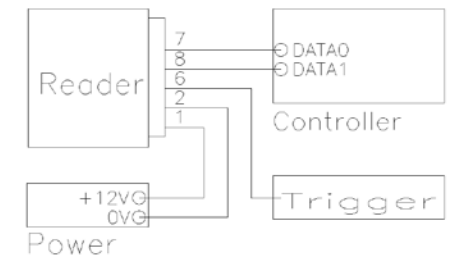 7
DATA0
8
DATA1
Reader
6
2
1
Controller
+12V
0V
Trigger
Power